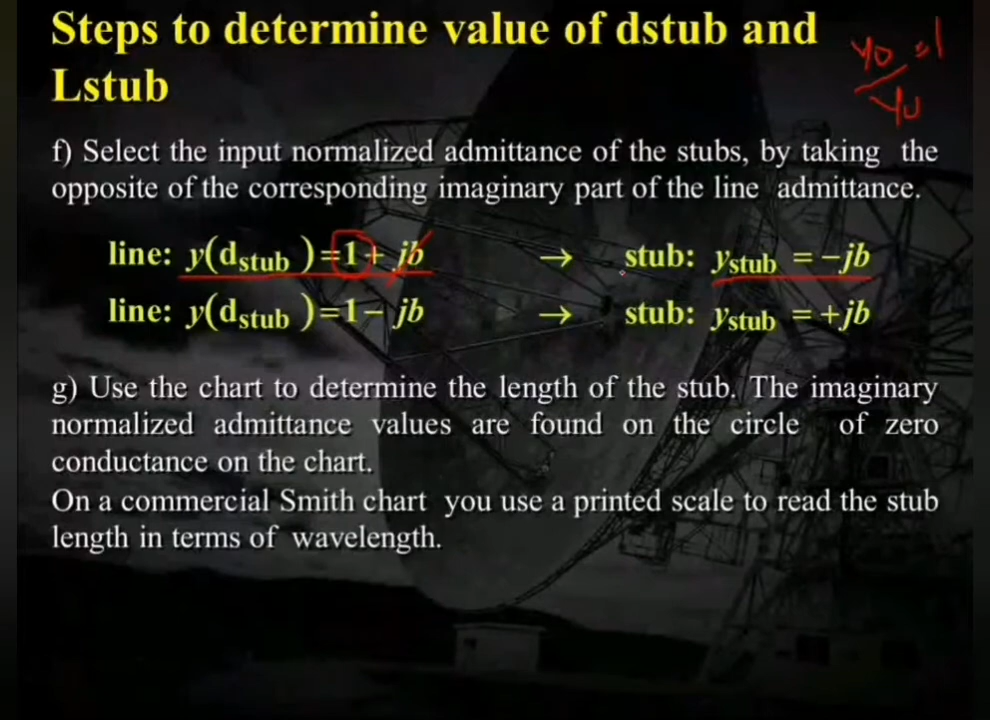 Steps to determine value of dstub and
Lstub
yo = 1
yo
f) Select the input normalized admittance of the stubs, by taking the
opposite of the corresponding imaginary part of the line admittance.
line: y(dstub )=1+ jb → stub: ystub =−jb
line: y(dstub )=1− jb → stub: ystub =+jb
g) Use the chart to determine the length of the stub. The imaginary
normalized admittance values are found on the circle of zero
conductance on the chart.
On a commercial Smith chart you use a printed scale to read the stub
length in terms of wavelength.